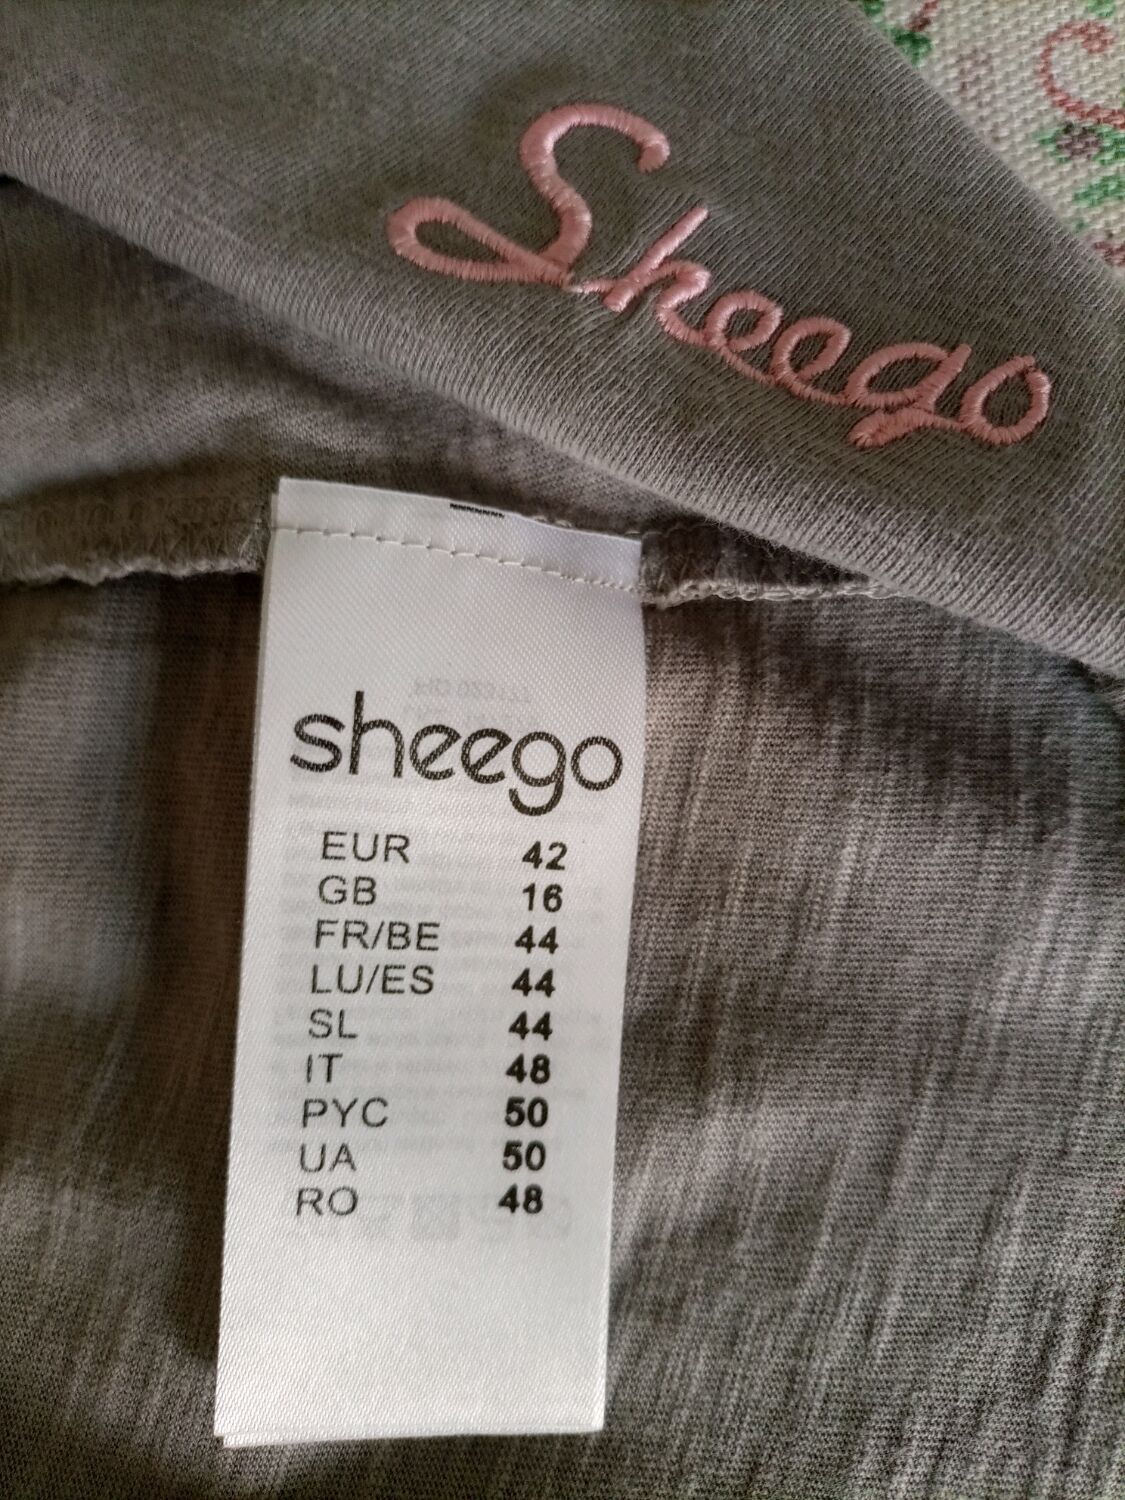 Sheego
sheego
EUR 42
GB 16
FR/BE 44
LU/ES 44
SL 44
IT 48
PYC 50
UA 50
RO 48